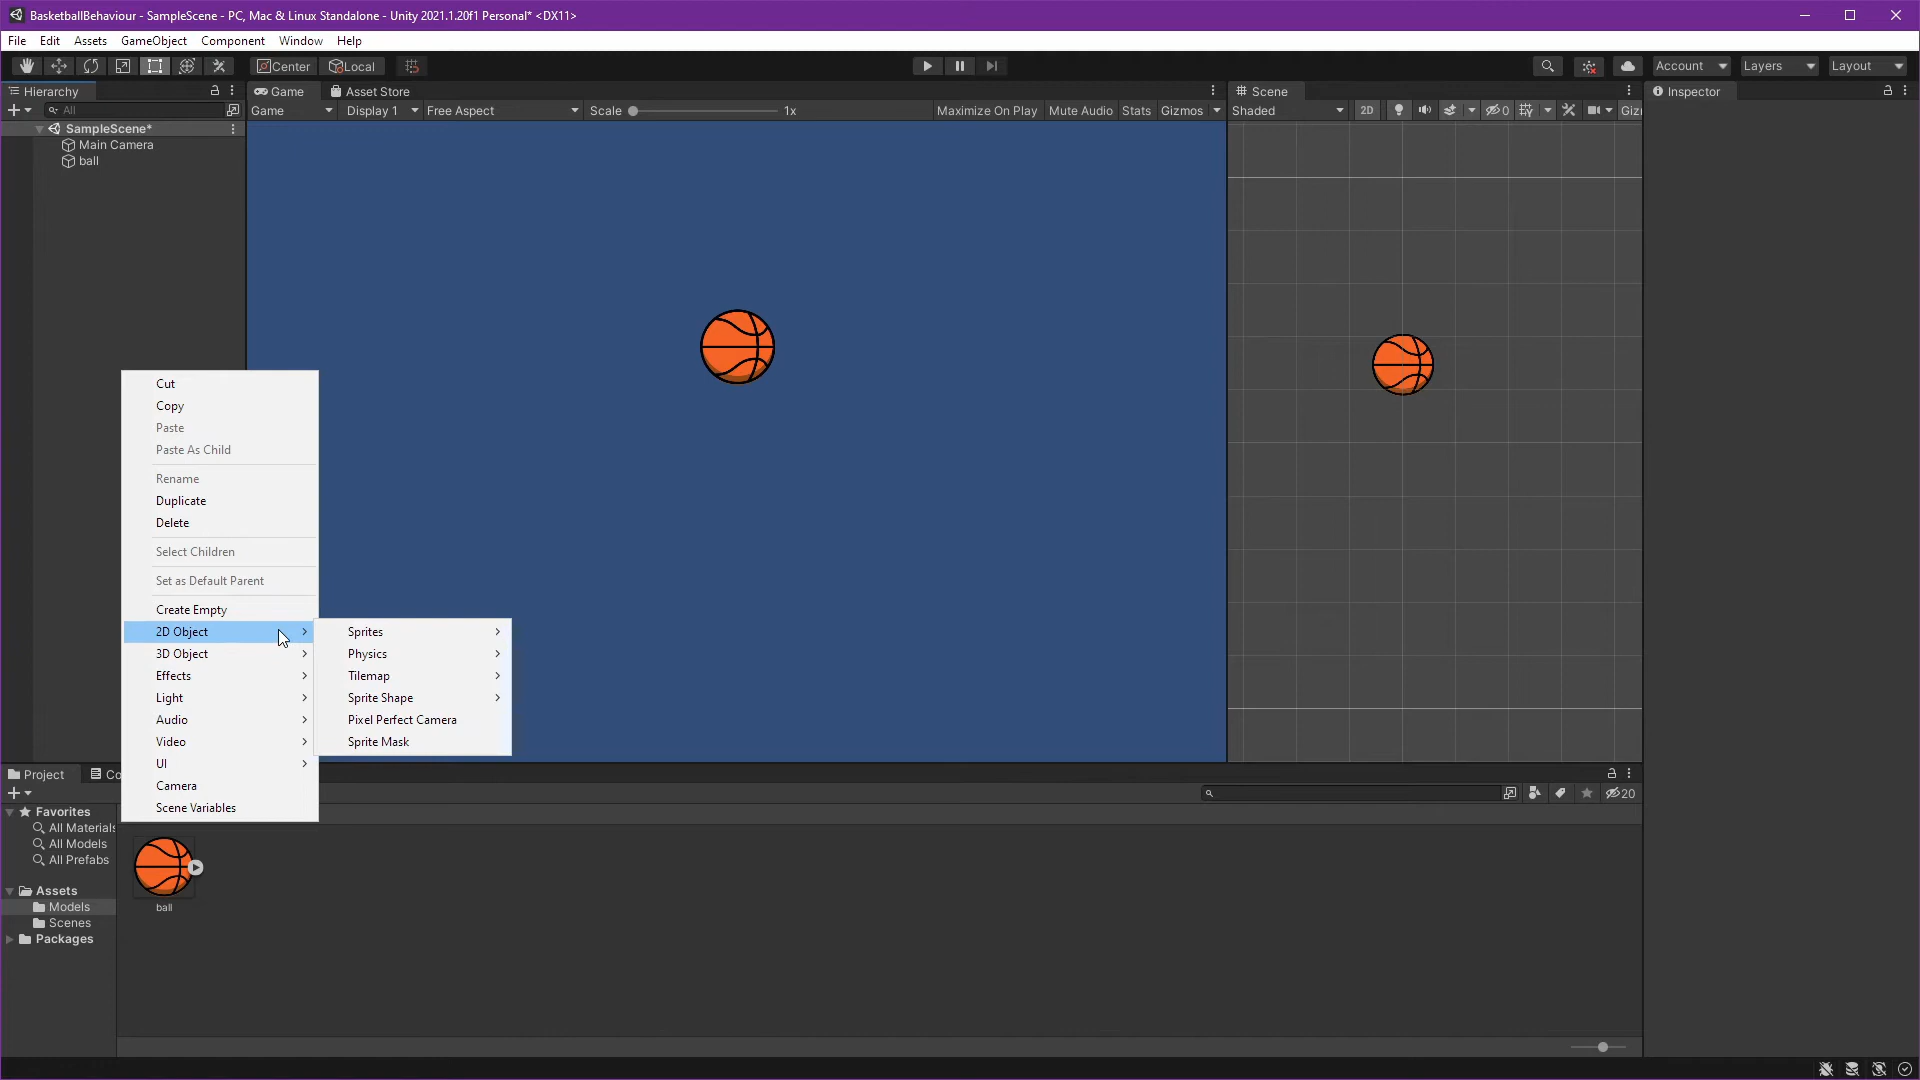 BasketballBehaviour - SampleScene - PC, Mac & Linux Standalone - Unity 2021.1.20f1 Personal* <DX11>
File Edit Assets GameObject Component Window Help
Center Local Account Layers Layout
Hierarchy
All
SampleScene*
Main Camera
ball
Game Asset Store
Game Display 1 Free Aspect Scale 1x Maximize On Play Mute Audio Stats Gizmos
Scene
Shaded 2D 0 Giz
Inspector
Cut
Copy
Paste
Paste As Child
Rename
Duplicate
Delete
Select Children
Set as Default Parent
Create Empty
2D Object
3D Object
Effects
Light
Audio
Video
UI
Camera
Scene Variables
Sprites
Physics
Tilemap
Sprite Shape
Pixel Perfect Camera
Sprite Mask
Project Co
20
Favorites
All Materials
All Models
All Prefabs
Assets
Models
Scenes
Packages
ball